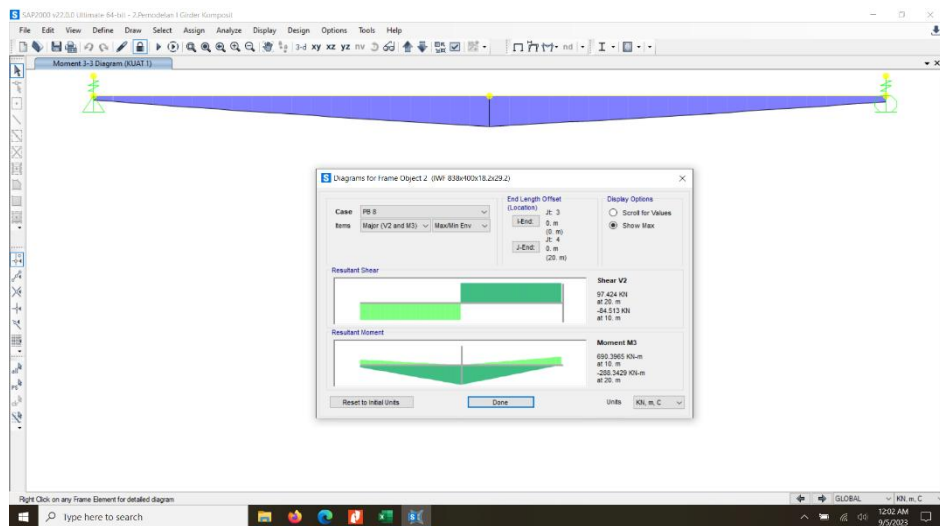 SAP2000 v22.0.0 Ultimate 64-bit - 2.Pemodelan I Girder Komposit
File Edit View Define Draw Select Assign Analyze Display Design Options Tools Help
3-d xy xz yz nv nd
Moment 3-3 Diagram (KUAT 1)
Diagrams for Frame Object 2 (IWF 838x400x18.2x29.2)
Case PB 8
Items Major (V2 and M3) Max/Min Env
End Length Offset
(Location)
I-End: Jt: 3
0. m
(0. m)
J-End: Jt: 4
0. m
(20. m)
Display Options
Scroll for Values
Show Max
Resultant Shear
Shear V2
97.424 KN
at 20. m
-84.513 KN
at 10. m
Resultant Moment
Moment M3
690.3965 KN-m
at 10. m
-288.3429 KN-m
at 20. m
Reset to Initial Units
Done
Units KN, m, C
Right Click on any Frame Element for detailed diagram
GLOBAL
KN, m, C
Type here to search
12:02 AM
9/5/2023